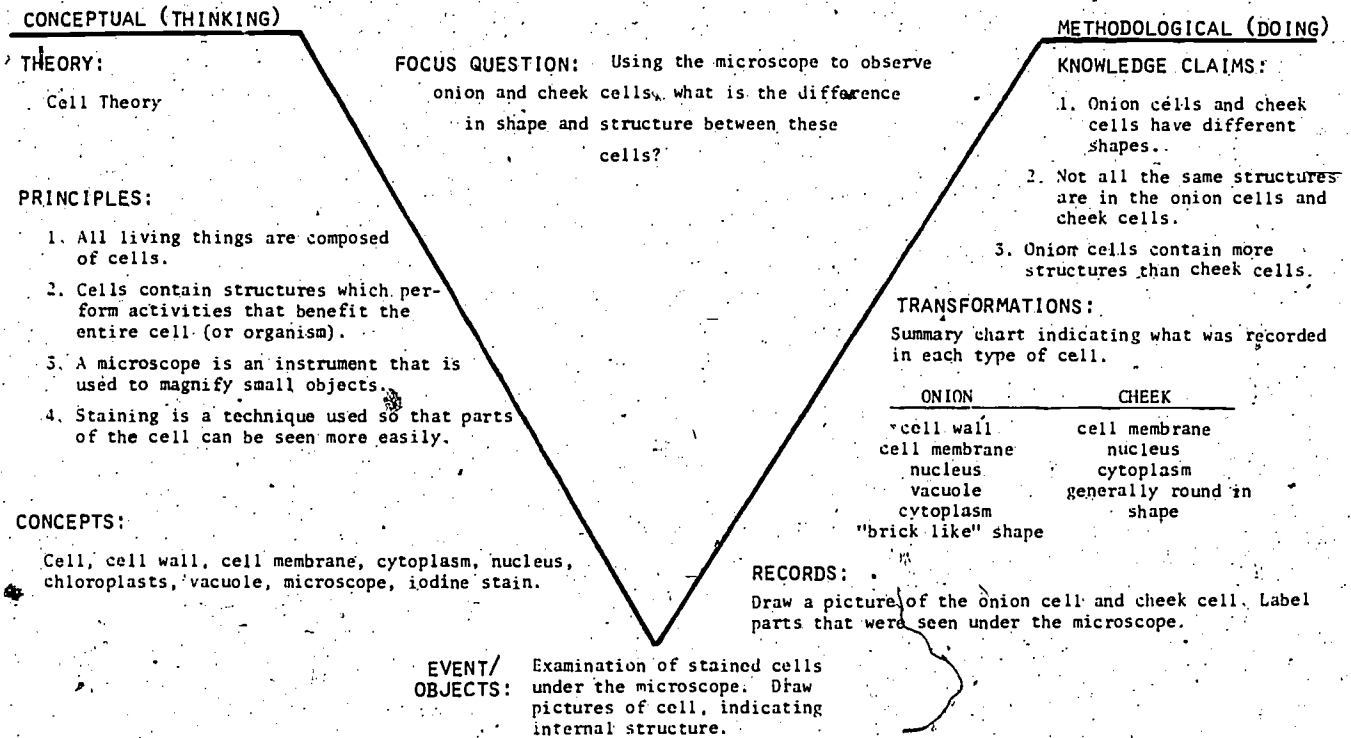 CONCEPTUAL (THINKING)
THEORY:
Cell Theory
PRINCIPLES:
1. All living things are composed
of cells.
2. Cells contain structures which per-
form activities that benefit the
entire cell (or organism).
3. A microscope is an instrument that is
used to magnify small objects.
4. Staining is a technique used so that parts
of the cell can be seen more easily.
CONCEPTS:
Cell, cell wall, cell membrane, cytoplasm, nucleus,
chloroplasts, vacuole, microscope, iodine stain.
FOCUS QUESTION: Using the microscope to observe
onion and cheek cells, what is the difference
in shape and structure between these
cells?
EVENT/
OBJECTS:
Examination of stained cells
under the microscope. Draw
pictures of cell, indicating
internal structure.
METHODOLOGICAL (DOING)
KNOWLEDGE CLAIMS:
1. Onion cells and cheek
cells have different
shapes.
2. Not all the same structures
are in the onion cells and
cheek cells.
3. Onion cells contain more
structures than cheek cells.
TRANSFORMATIONS:
Summary chart indicating what was recorded
in each type of cell.
ONION CHEEK
cell wall cell membrane
cell membrane nucleus
nucleus cytoplasm
vacuole generally round in
cytoplasm shape
"brick like" shape
RECORDS:
Draw a picture of the onion cell and cheek cell. Label
parts that were seen under the microscope.